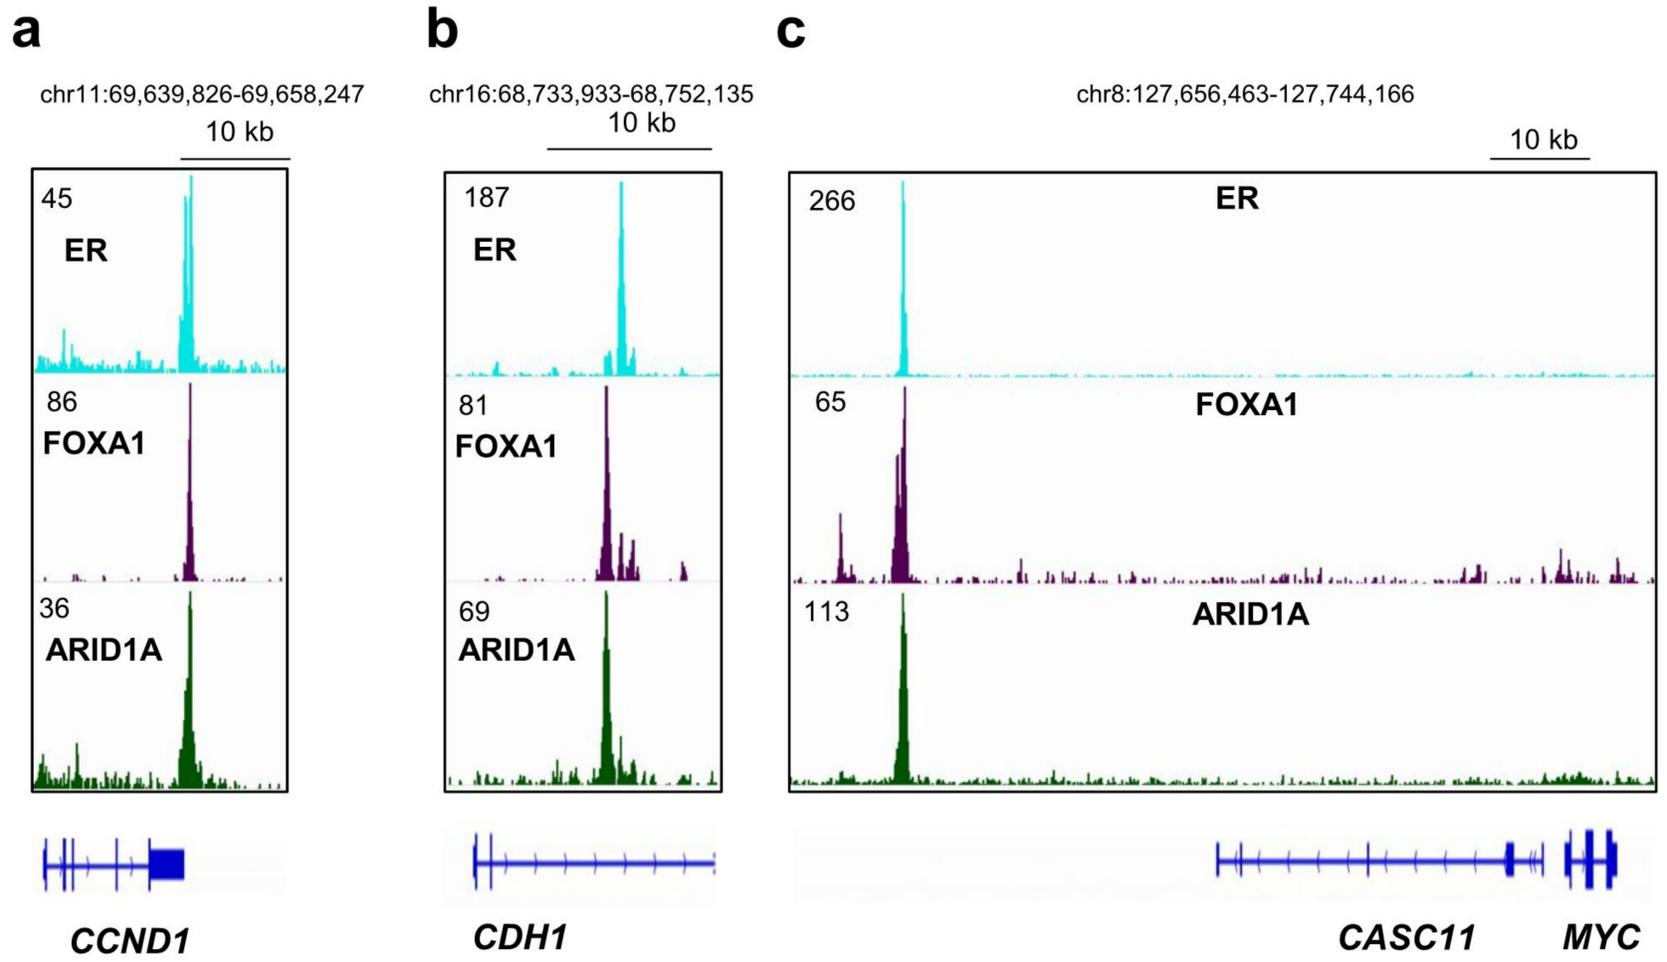 a
b
c
chr11:69,639,826-69,658,247
10 kb
chr16:68,733,933-68,752,135
10 kb
chr8:127,656,463-127,744,166
10 kb
45
ER
86
FOXA1
36
ARID1A
187
ER
81
FOXA1
69
ARID1A
266
ER
65
FOXA1
113
ARID1A
CCND1
CDH1
CASC11
MYC